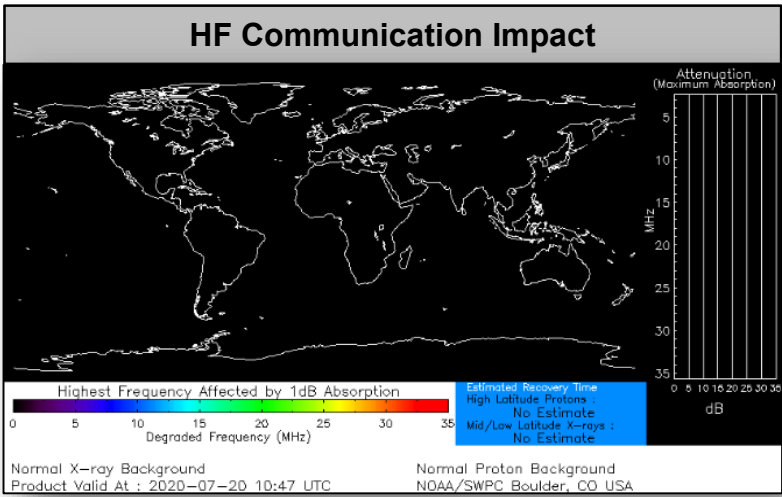 HF Communication Impact
Attenuation
(Maximum Absorption)
5
10
15
20
25
30
35
MHz
0 5 10 15 20 25 30 35
dB
Highest Frequency Affected by 1dB Absorption
0 5 10 15 20 25 30 35
Degraded Frequency (MHz)
Estimated Recovery Time
High Latitude Protons :
No Estimate
Mid/Low Latitude X-rays :
No Estimate
Normal X-ray Background
Normal Proton Background
Product Valid At : 2020-07-20 10:47 UTC
NOAA/SWPC Boulder, CO USA